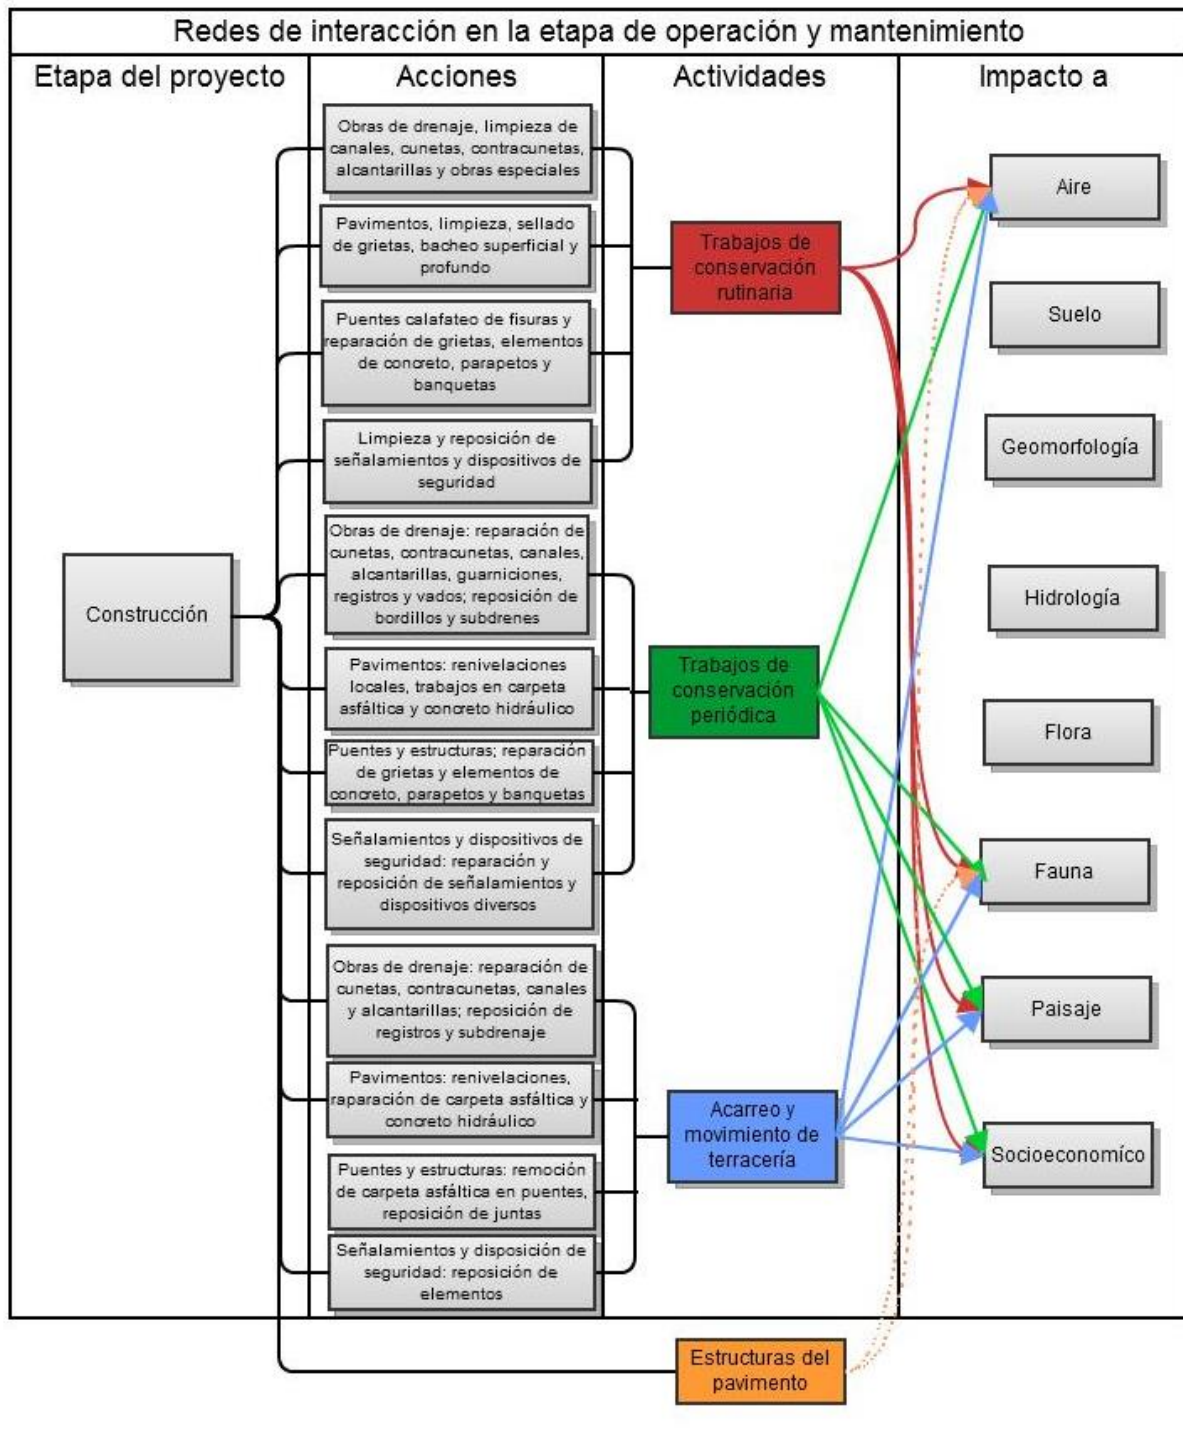 Redes de interacción en la etapa de operación y mantenimiento
Etapa del proyecto
Acciones
Actividades
Impacto a
Construcción
Obras de drenaje, limpieza de
canales, cunetas, contracunetas,
alcantarillas y obras especiales
Pavimentos, limpieza, sellado
de grietas, bacheo superficial y
profundo
Puentes calafateo de fisuras y
reparación de grietas, elementos
de concreto, parapetos y
banquetas
Limpieza y reposición de
señalamientos y dispositivos de
seguridad
Obras de drenaje: reparación de
cunetas, contracunetas, canales,
alcantarillas, guarniciones,
registros y vados; reposición de
bordillos y subdrenes
Pavimentos: renivelaciones
locales, trabajos en carpeta
asfáltica y concreto hidráulico
Puentes y estructuras; reparación
de grietas y elementos de
concreto, parapetos y banquetas
Señalamientos y dispositivos de
seguridad: reparación y
reposición de señalamientos y
dispositivos diversos
Obras de drenaje: reparación de
cunetas, contracunetas, canales
y alcantarillas; reposición de
registros y subdrenaje
Pavimentos: renivelaciones,
raparación de carpeta asfáltica y
concreto hidráulico
Puentes y estructuras: remoción
de carpeta asfáltica en puentes,
reposición de juntas
Señalamientos y disposición de
seguridad: reposición de
elementos
Trabajos de
conservación
rutinaria
Trabajos de
conservación
periódica
Acarreo y
movimiento de
terracería
Estructuras del
pavimento
Aire
Suelo
Geomorfología
Hidrología
Flora
Fauna
Paisaje
Socioeconomíco